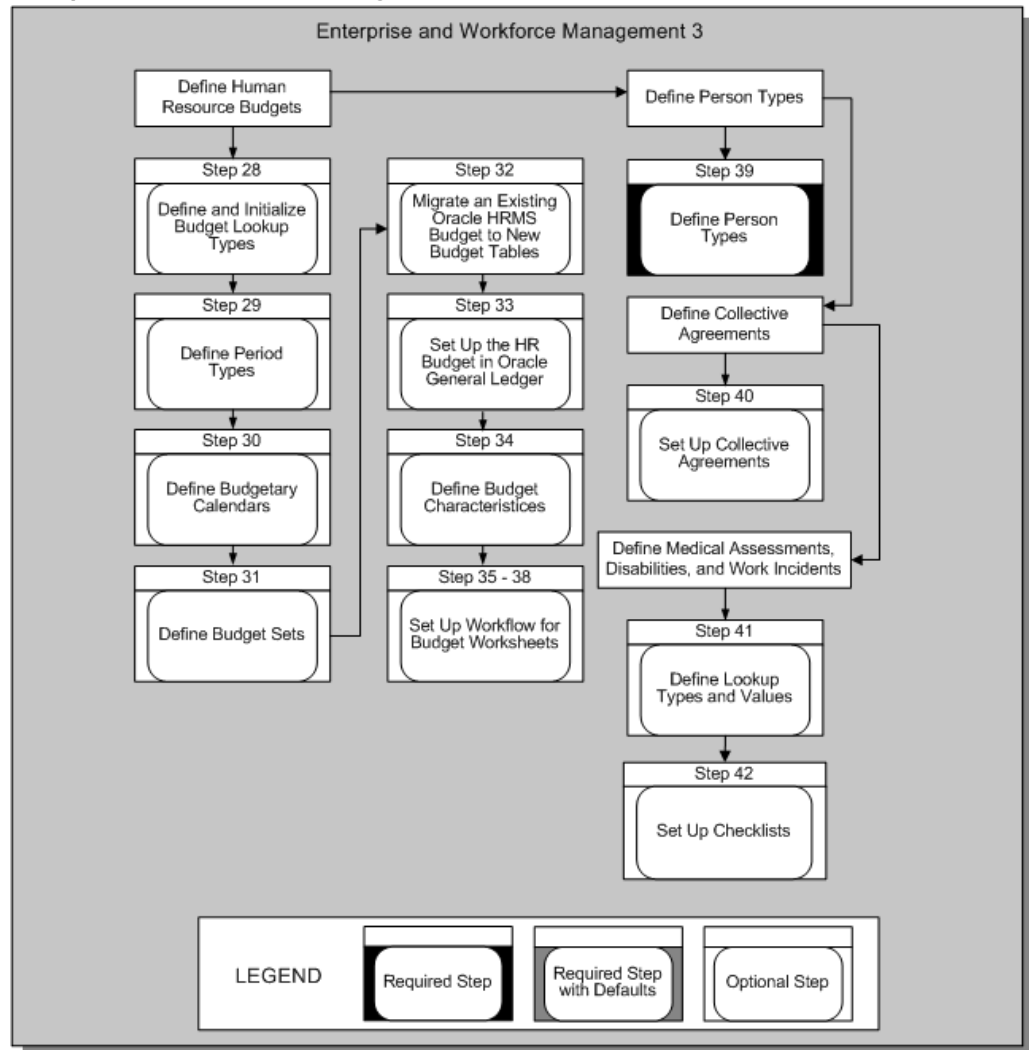 Enterprise and Workforce Management 3
Define Human
Resource Budgets
Step 28
Define and Initialize
Budget Lookup
Types
Step 29
Define Period
Types
Step 30
Define Budgetary
Calendars
Step 31
Define Budget Sets
Step 32
Migrate an Existing
Oracle HRMS
Budget to New
Budget Tables
Step 33
Set Up the HR
Budget in Oracle
General Ledger
Step 34
Define Budget
Characteristices
Step 35 - 38
Set Up Workflow for
Budget Worksheets
Define Person Types
Step 39
Define Person
Types
Define Collective
Agreements
Step 40
Set Up Collective
Agreements
Define Medical Assessments,
Disabilities, and Work Incidents
Step 41
Define Lookup
Types and Values
Step 42
Set Up Checklists
LEGEND
Required Step
Required Step
with Defaults
Optional Step